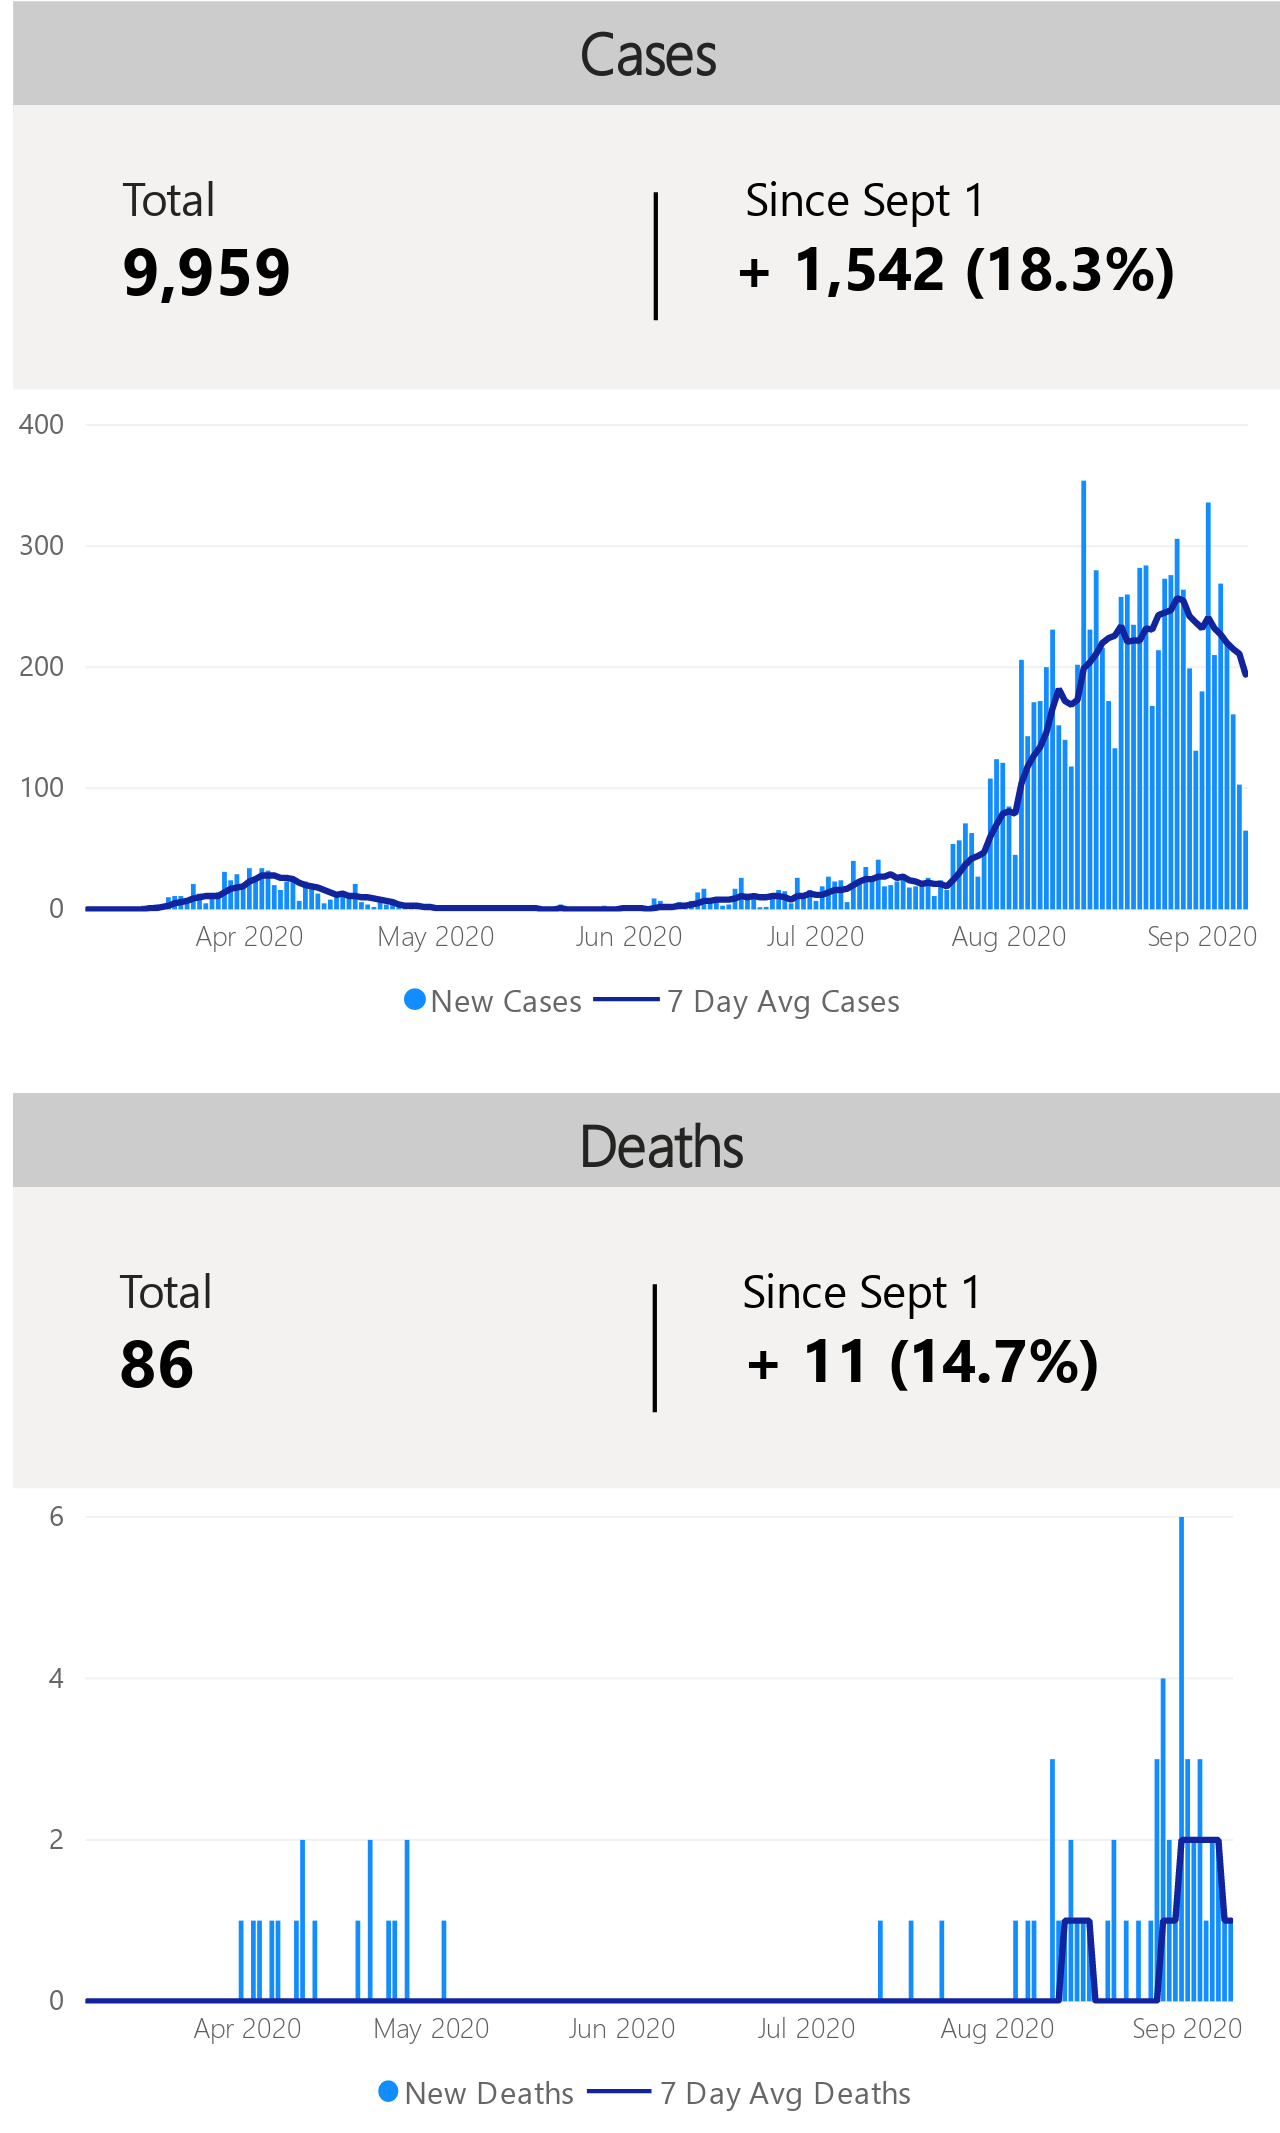 Cases
Total
9,959
Since Sept 1
+ 1,542 (18.3%)
400
300
200
100
0
Apr 2020 May 2020 Jun 2020 Jul 2020 Aug 2020 Sep 2020
New Cases 7 Day Avg Cases
Deaths
Total
86
Since Sept 1
+ 11 (14.7%)
6
4
2
0
Apr 2020 May 2020 Jun 2020 Jul 2020 Aug 2020 Sep 2020
New Deaths 7 Day Avg Deaths